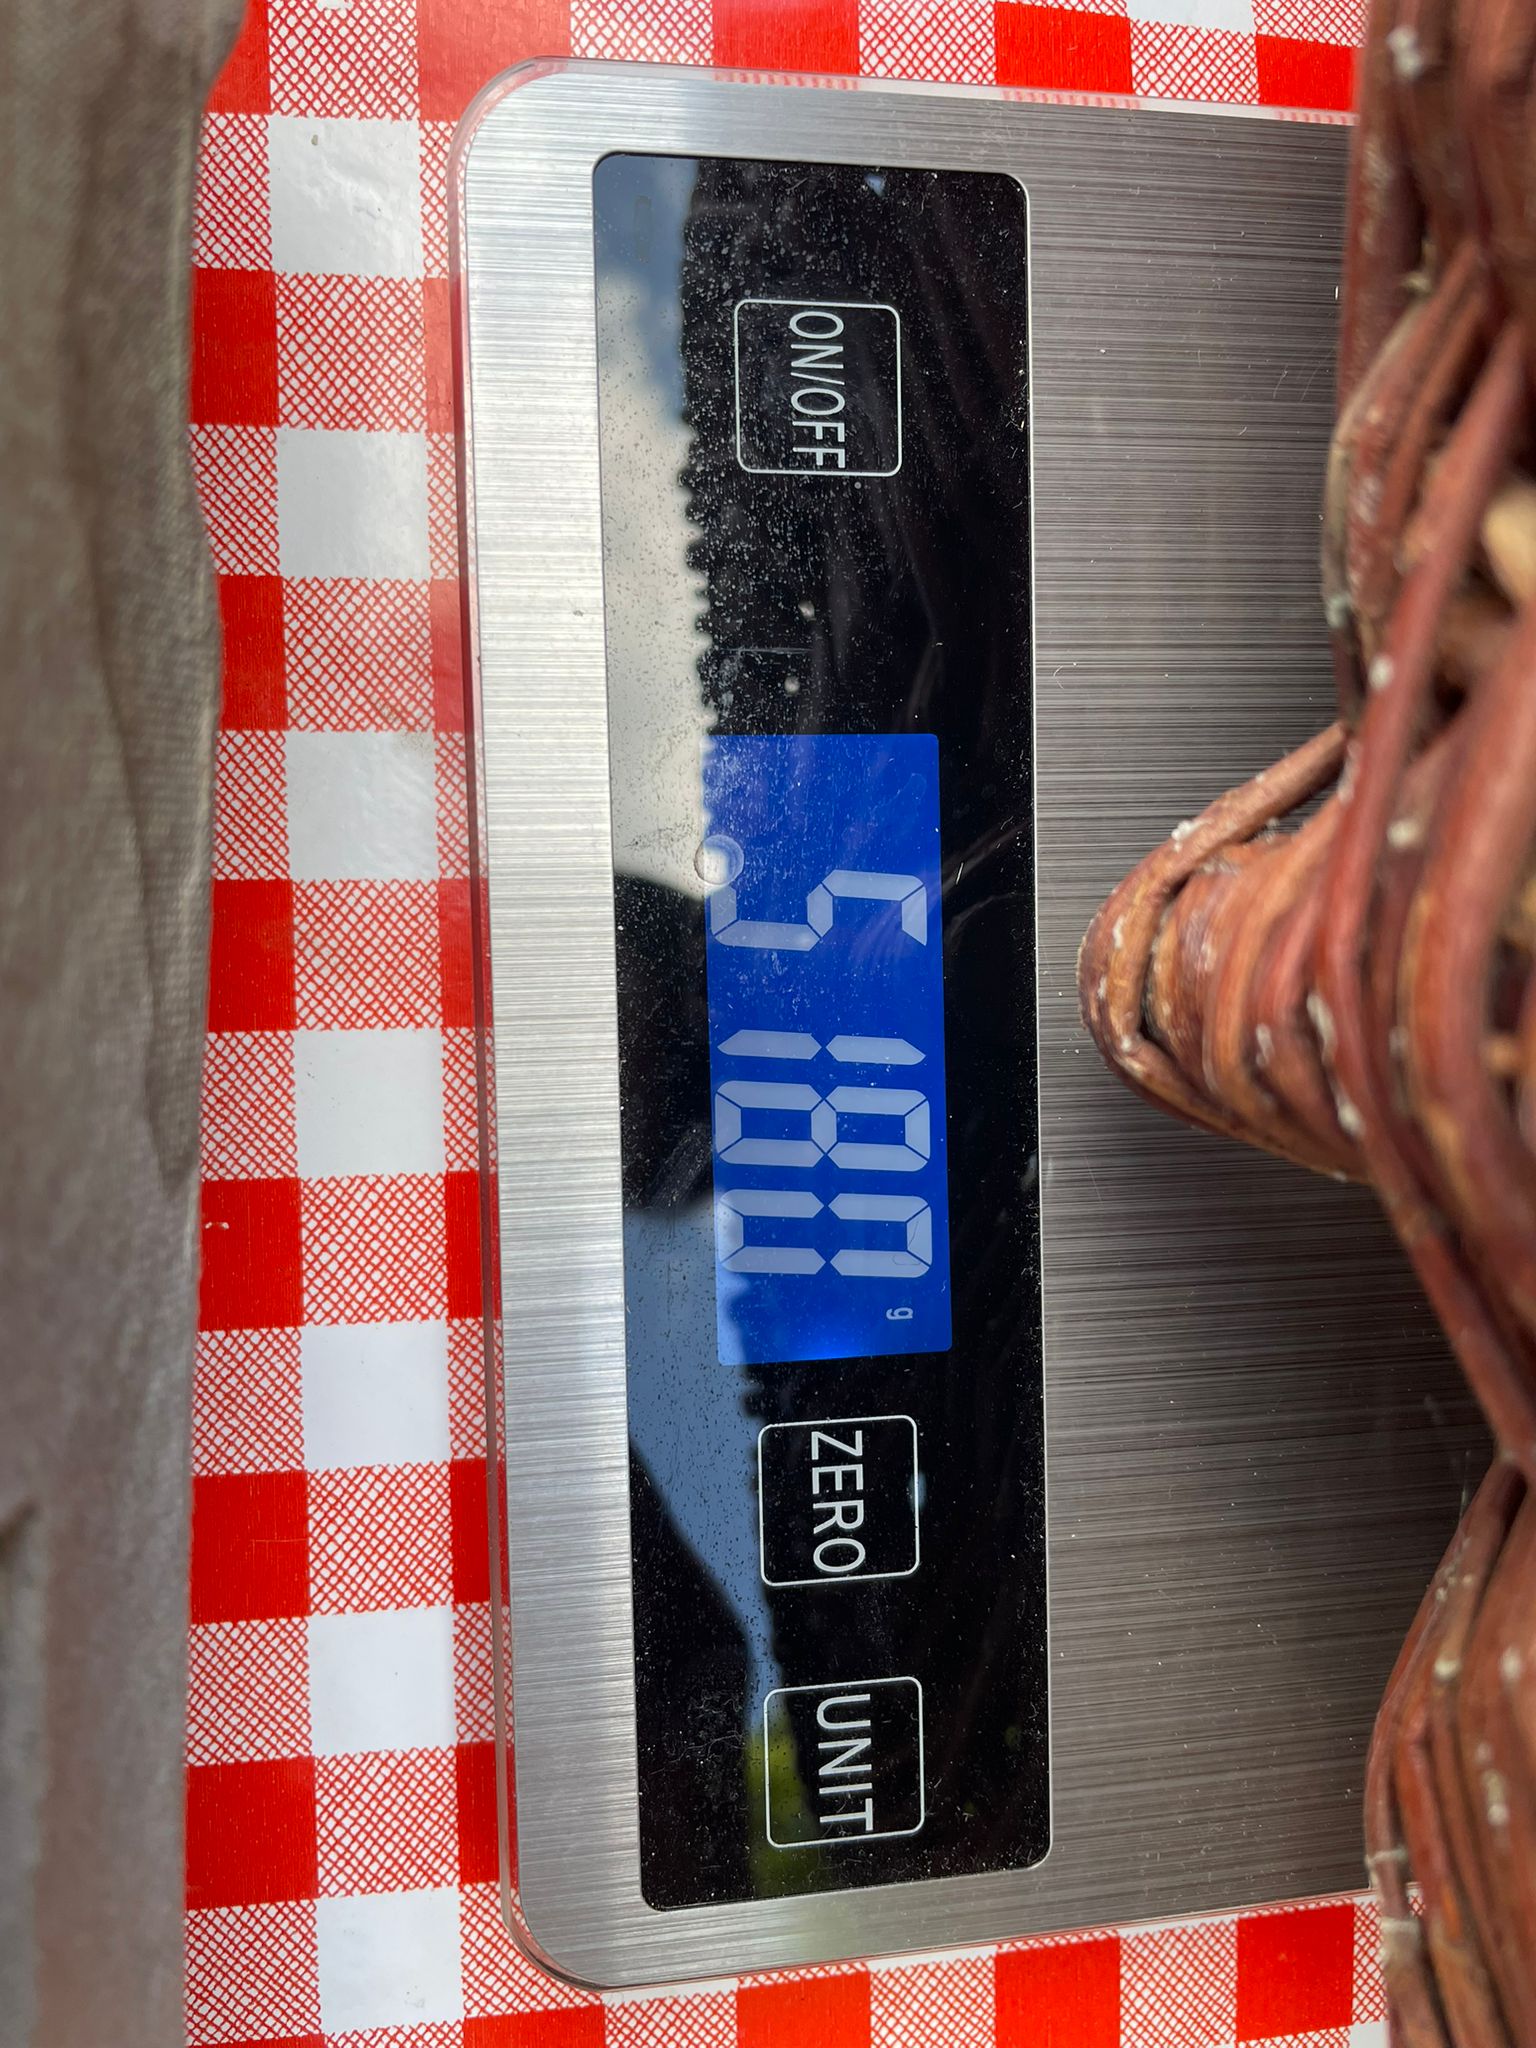 ON/OFF 5180 g ZERO UNIT